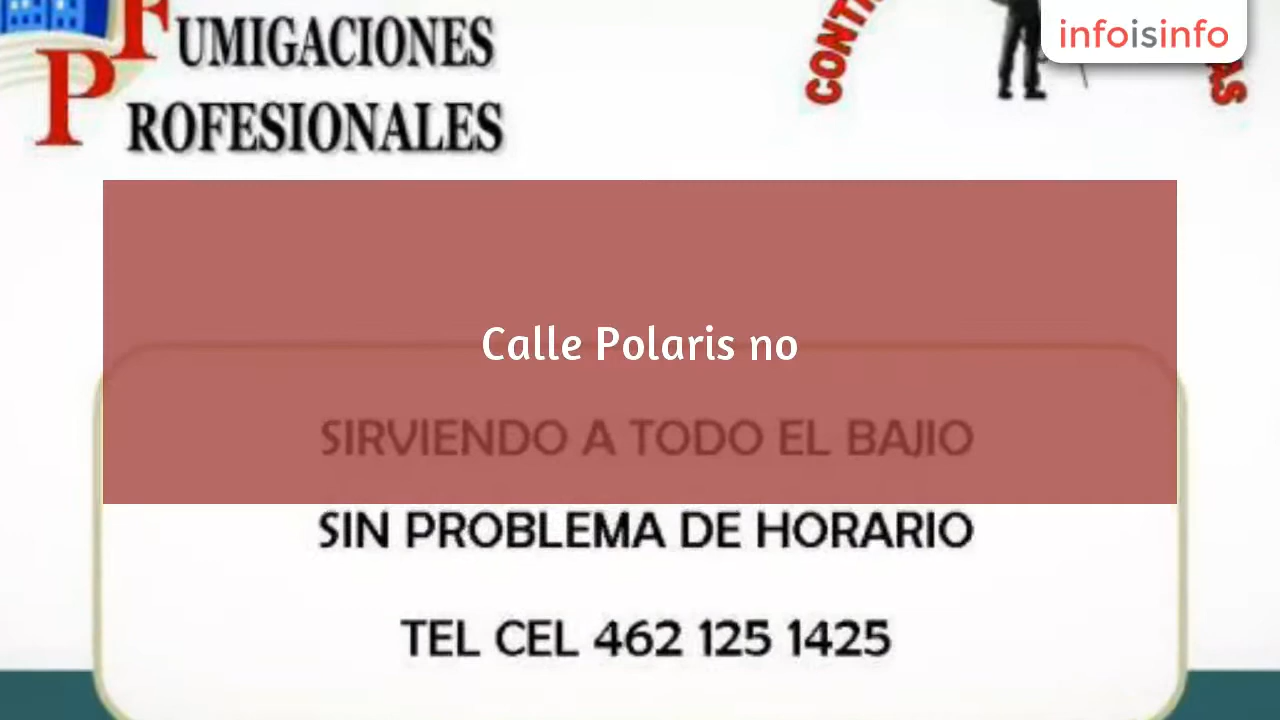 FUMIGACIONES
PROFESIONALES
infoisinfo
Calle Polaris no
SIRVIENDO A TODO EL BAJIO
SIN PROBLEMA DE HORARIO
TEL CEL 462 125 1425